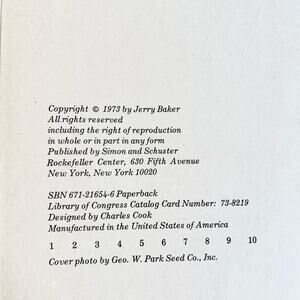 Copyright © 1973 by Jerry Baker
All rights reserved
including the right of reproduction
in whole or in part in any form
Published by Simon and Schuster
Rockefeller Center, 630 Fifth Avenue
New York, New York 10020
SBN 671-21654-6 Paperback
Library of Congress Catalog Card Number: 73-8219
Designed by Charles Cook
Manufactured in the United States of America
1 2 3 4 5 6 7 8 9 10
Cover photo by Geo. W. Park Seed Co., Inc.